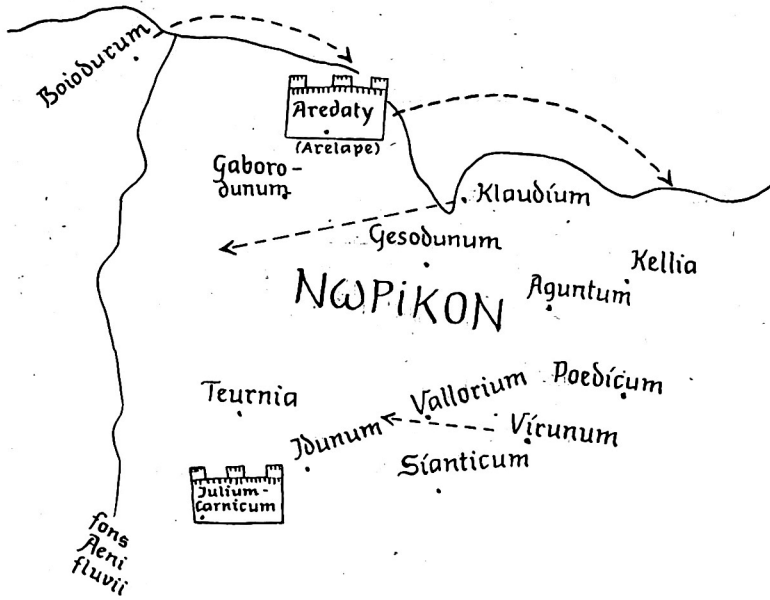 Boiodurum
Aredaty
(Arelape)
Gaboro-
dunum
Klaudium
Gesodunum
Kellia
Aguntum
ΝωΡΙΚΟΝ
Teurnia
Vallorium
Poedicum
Idunum
Virunum
Sianticum
Julium-
Carnicum
fons
Aeni
fluvii